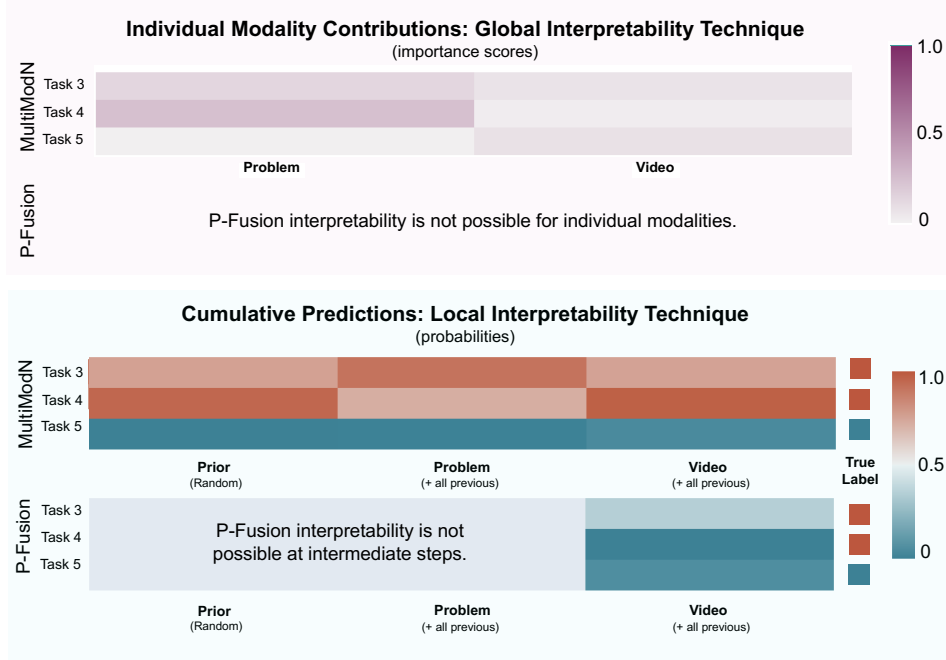 Individual Modality Contributions: Global Interpretability Technique
(importance scores)
MultiModN
Task 3
Task 4
Task 5
Problem
Video
1.0
0.5
0
P-Fusion
P-Fusion interpretability is not possible for individual modalities.
Cumulative Predictions: Local Interpretability Technique
(probabilities)
MultiModN
Task 3
Task 4
Task 5
Prior
(Random)
Problem
(+ all previous)
Video
(+ all previous)
True
Label
1.0
0.5
0
P-Fusion
Task 3
Task 4
Task 5
P-Fusion interpretability is not
possible at intermediate steps.
Prior
(Random)
Problem
(+ all previous)
Video
(+ all previous)